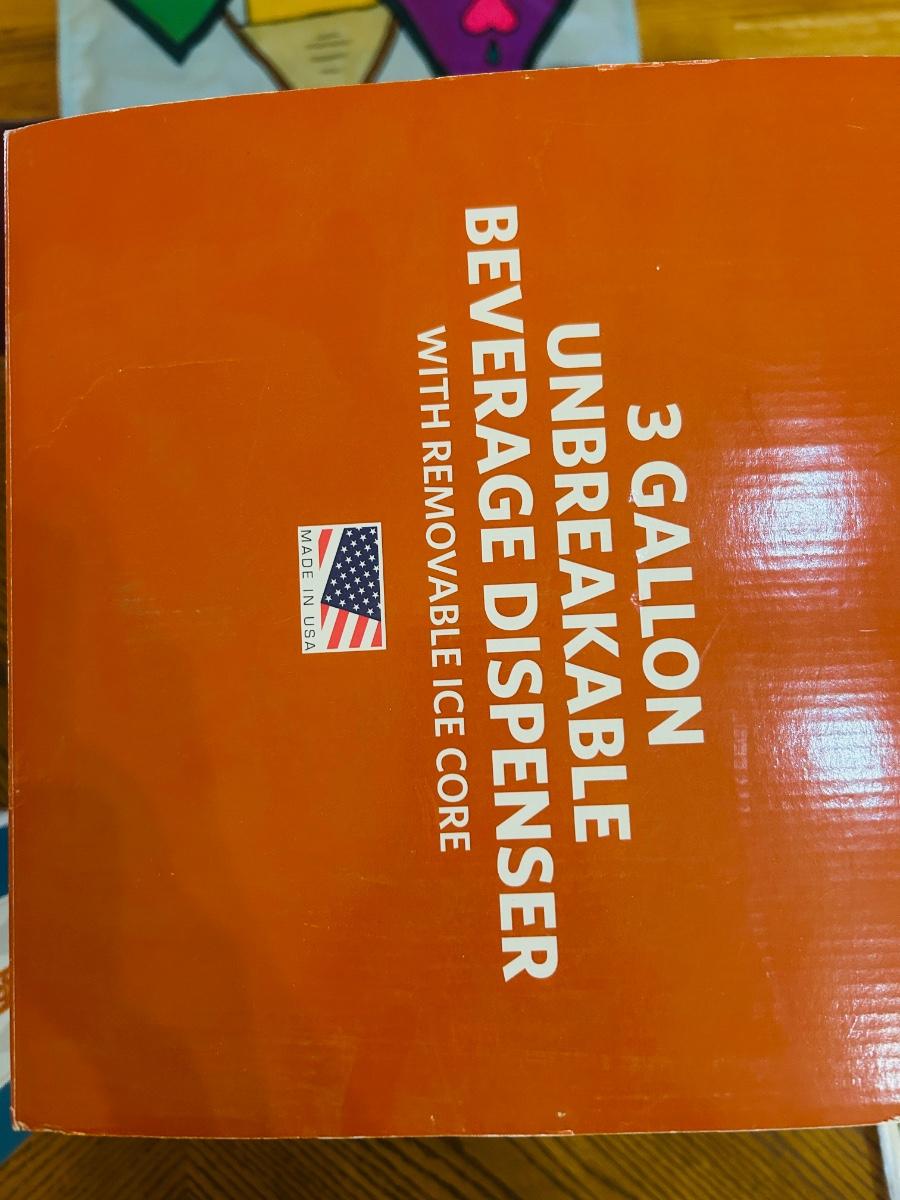 3 GALLON
UNBREAKABLE
BEVERAGE DISPENSER
WITH REMOVABLE ICE CORE
MADE IN USA